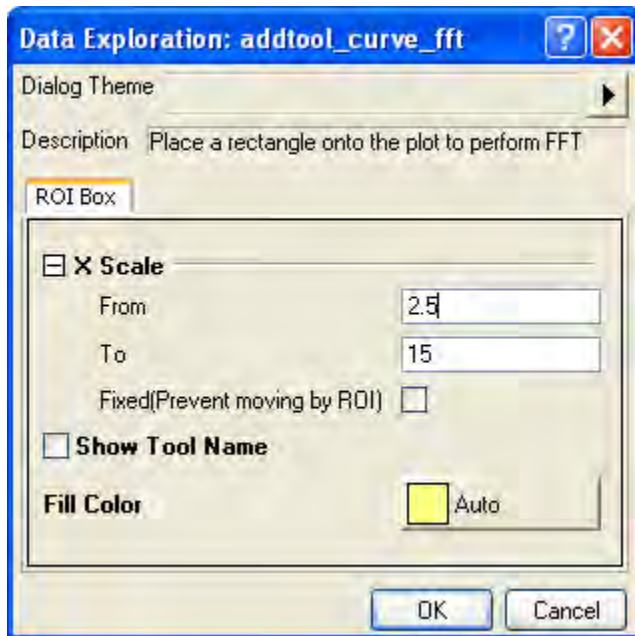 Data Exploration: addtool_curve_fft
Dialog Theme
Description Place a rectangle onto the plot to perform FFT
ROI Box
X Scale
From 2.5
To 15
Fixed(Prevent moving by ROI)
Show Tool Name
Fill Color Auto
OK Cancel